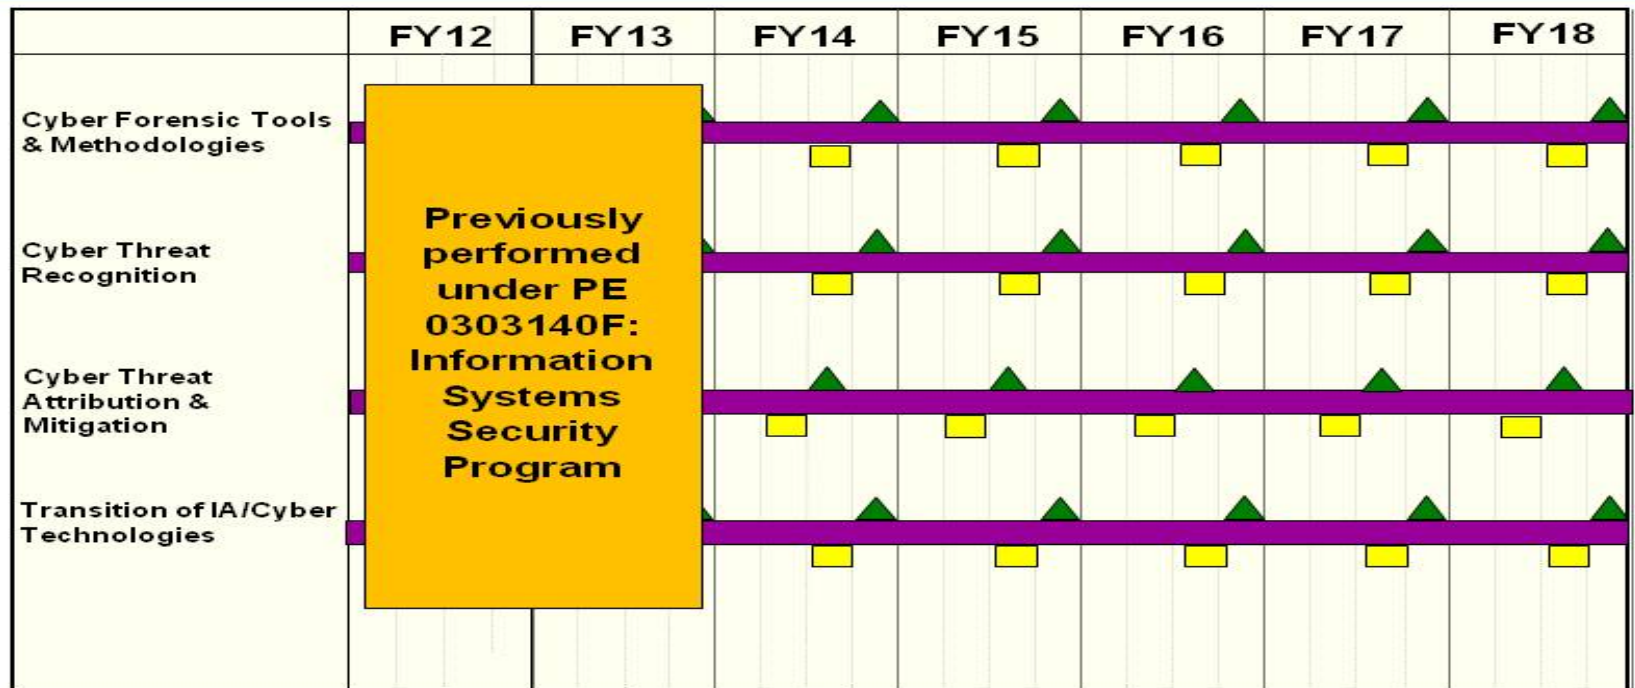 FY12 FY13 FY14 FY15 FY16 FY17 FY18
Cyber Forensic Tools
& Methodologies
Cyber Threat
Recognition
Cyber Threat
Attribution &
Mitigation
Transition of IA/Cyber
Technologies
Previously
performed
under PE
0303140F:
Information
Systems
Security
Program